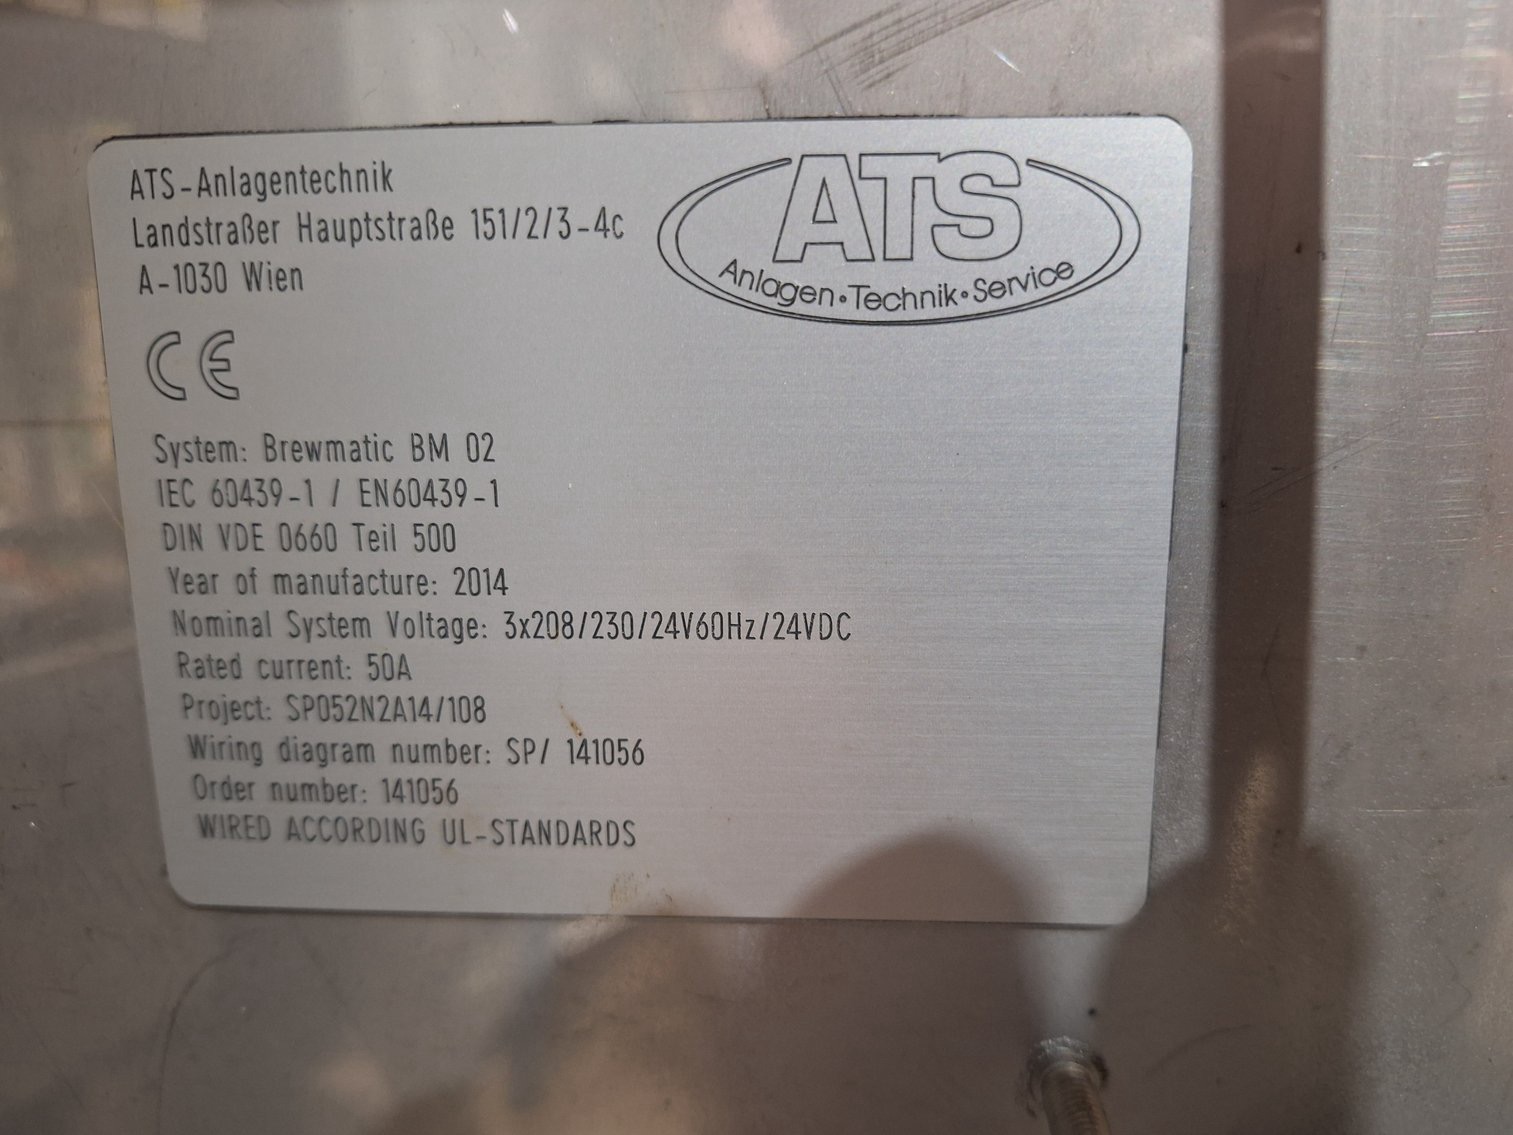 ATS-Anlagentechnik
Landstraßer Hauptstraße 151/2/3-4c
A-1030 Wien
ATS
Anlagen•Technik•Service
CE
System: Brewmatic BM 02
IEC 60439-1 / EN60439-1
DIN VDE 0660 Teil 500
Year of manufacture: 2014
Nominal System Voltage: 3x208/230/24V60Hz/24VDC
Rated current: 50A
Project: SP052N2A14/108
Wiring diagram number: SP/ 141056
Order number: 141056
WIRED ACCORDING UL-STANDARDS